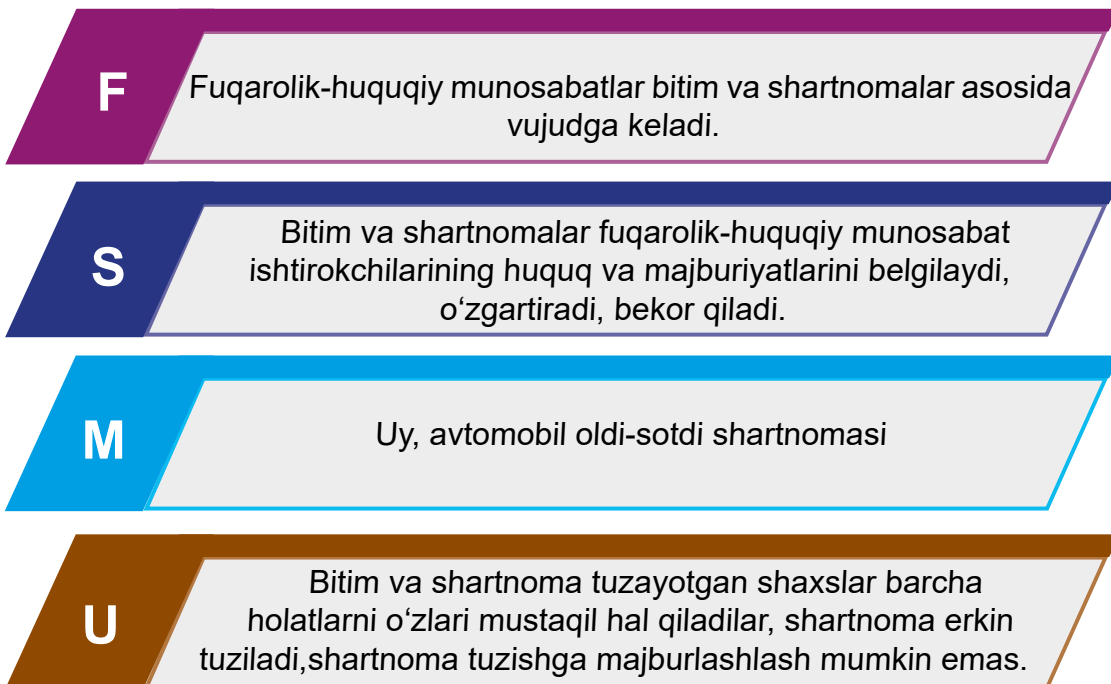 F
Fuqarolik-huquqiy munosabatlar bitim va shartnomalar asosida
vujudga keladi.
S
Bitim va shartnomalar fuqarolik-huquqiy munosabat
ishtirokchilarining huquq va majburiyatlarini belgilaydi,
o‘zgartiradi, bekor qiladi.
M
Uy, avtomobil oldi-sotdi shartnomasi
U
Bitim va shartnoma tuzayotgan shaxslar barcha
holatlarni o‘zlari mustaqil hal qiladilar, shartnoma erkin
tuziladi,shartnoma tuzishga majburlashlash mumkin emas.